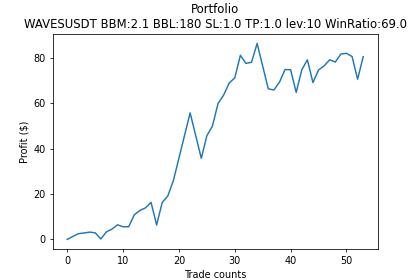 Portfolio
WAVESUSDT BBM:2.1 BBL:180 SL:1.0 TP:1.0 lev:10 WinRatio:69.0
80
60
40
20
0
Profit ($)
0 10 20 30 40 50
Trade counts